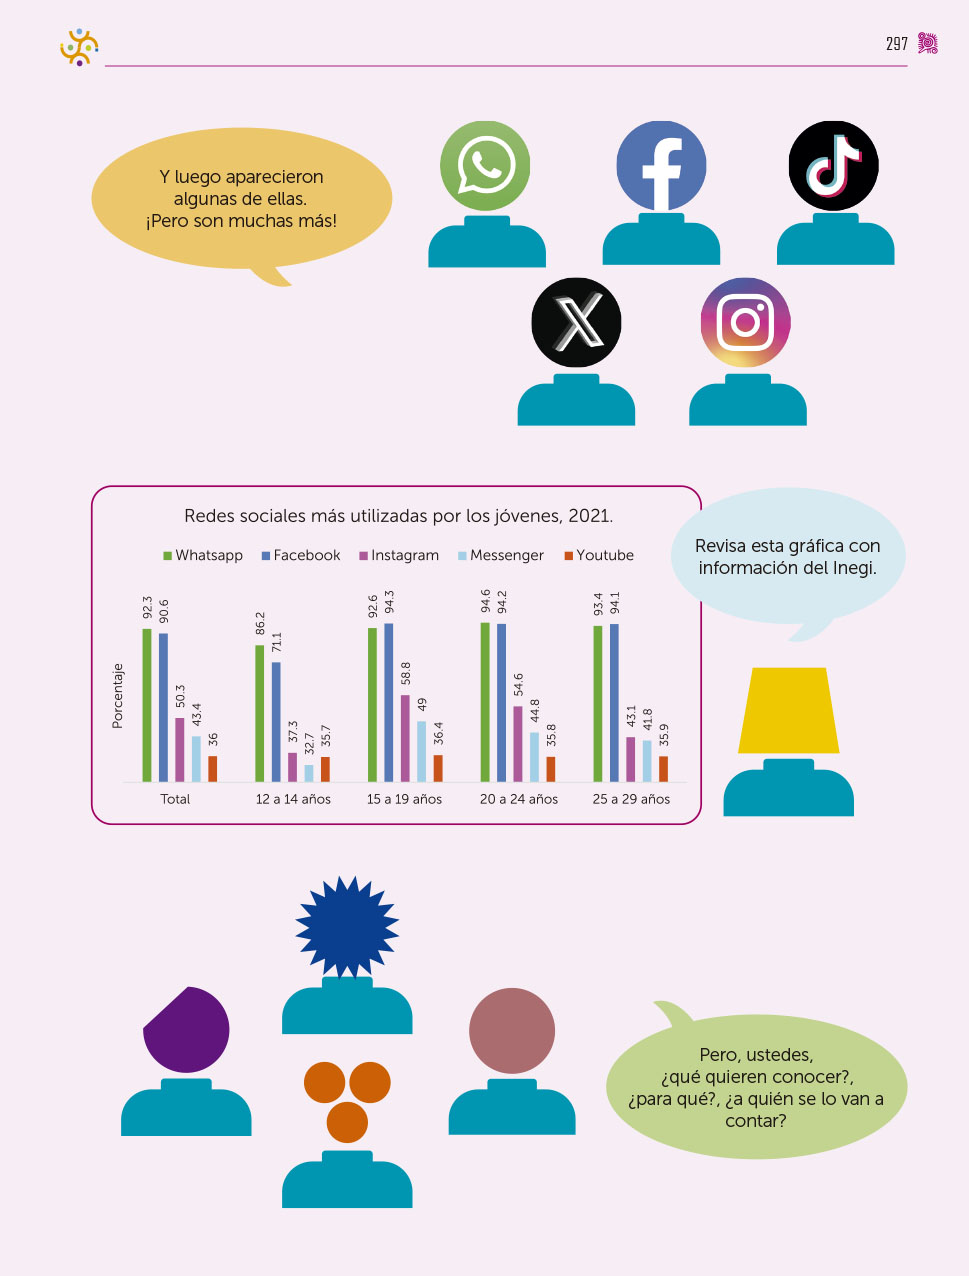 297
Y luego aparecieron
algunas de ellas.
¡Pero son muchas más!
Redes sociales más utilizadas por los jóvenes, 2021.
Whatsapp Facebook Instagram Messenger Youtube
Revisa esta gráfica con
información del Inegi.
Porcentaje
92.3 90.6 50.3 43.4 36
86.2 71.1 37.3 32.7 35.7
92.6 94.3 58.8 49 36.4
94.6 94.2 54.6 44.8 35.8
93.4 94.1 43.1 41.8 35.9
Total 12 a 14 años 15 a 19 años 20 a 24 años 25 a 29 años
Pero, ustedes,
¿qué quieren conocer?,
¿para qué?, ¿a quién se lo van a
contar?